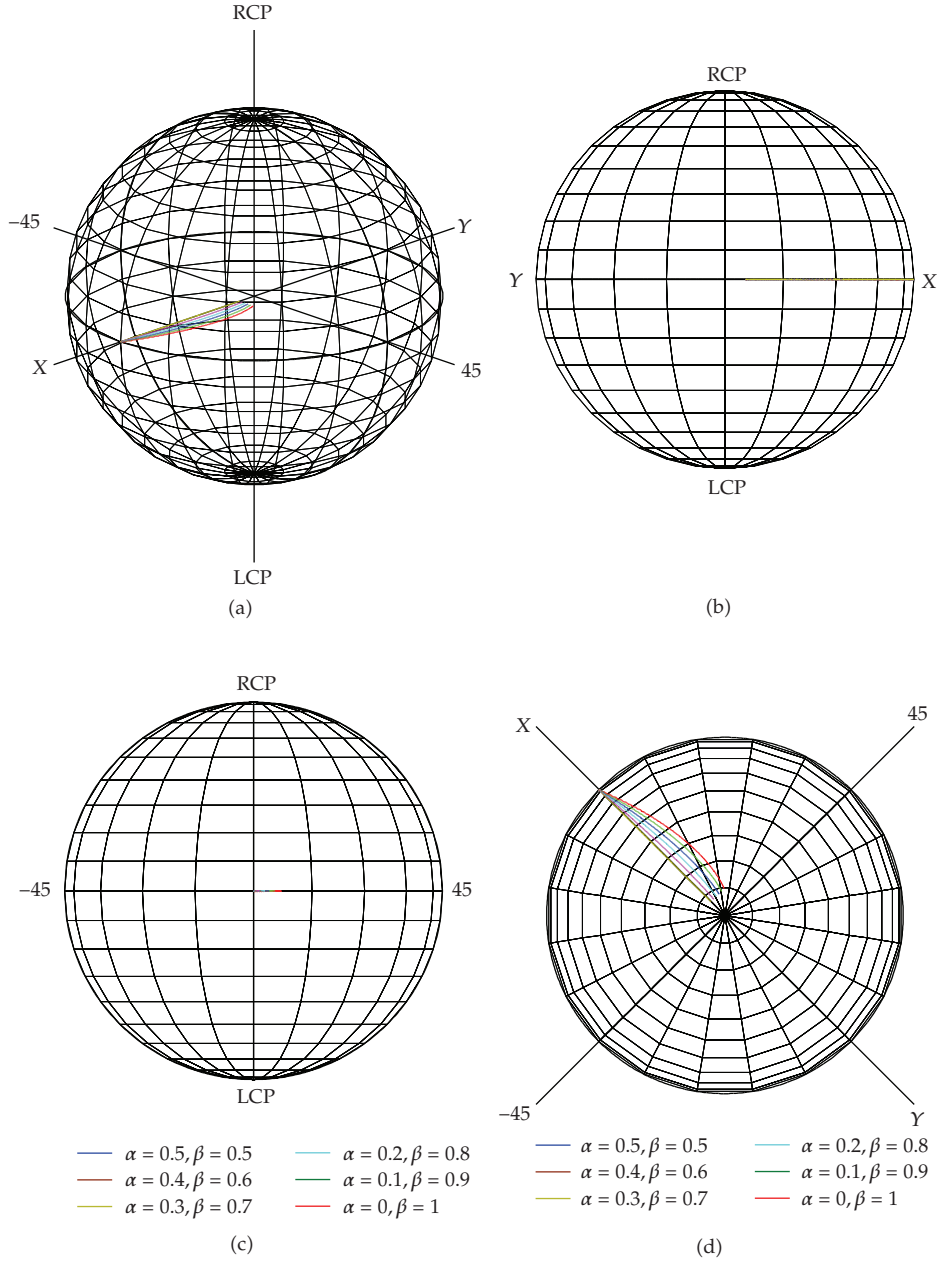 RCP
−45
Y
X
45
LCP
(a)
RCP
Y
X
LCP
(b)
RCP
−45
45
LCP
α = 0.5, β = 0.5
α = 0.2, β = 0.8
α = 0.4, β = 0.6
α = 0.1, β = 0.9
α = 0.3, β = 0.7
α = 0, β = 1
(c)
X
45
−45
Y
α = 0.5, β = 0.5
α = 0.2, β = 0.8
α = 0.4, β = 0.6
α = 0.1, β = 0.9
α = 0.3, β = 0.7
α = 0, β = 1
(d)